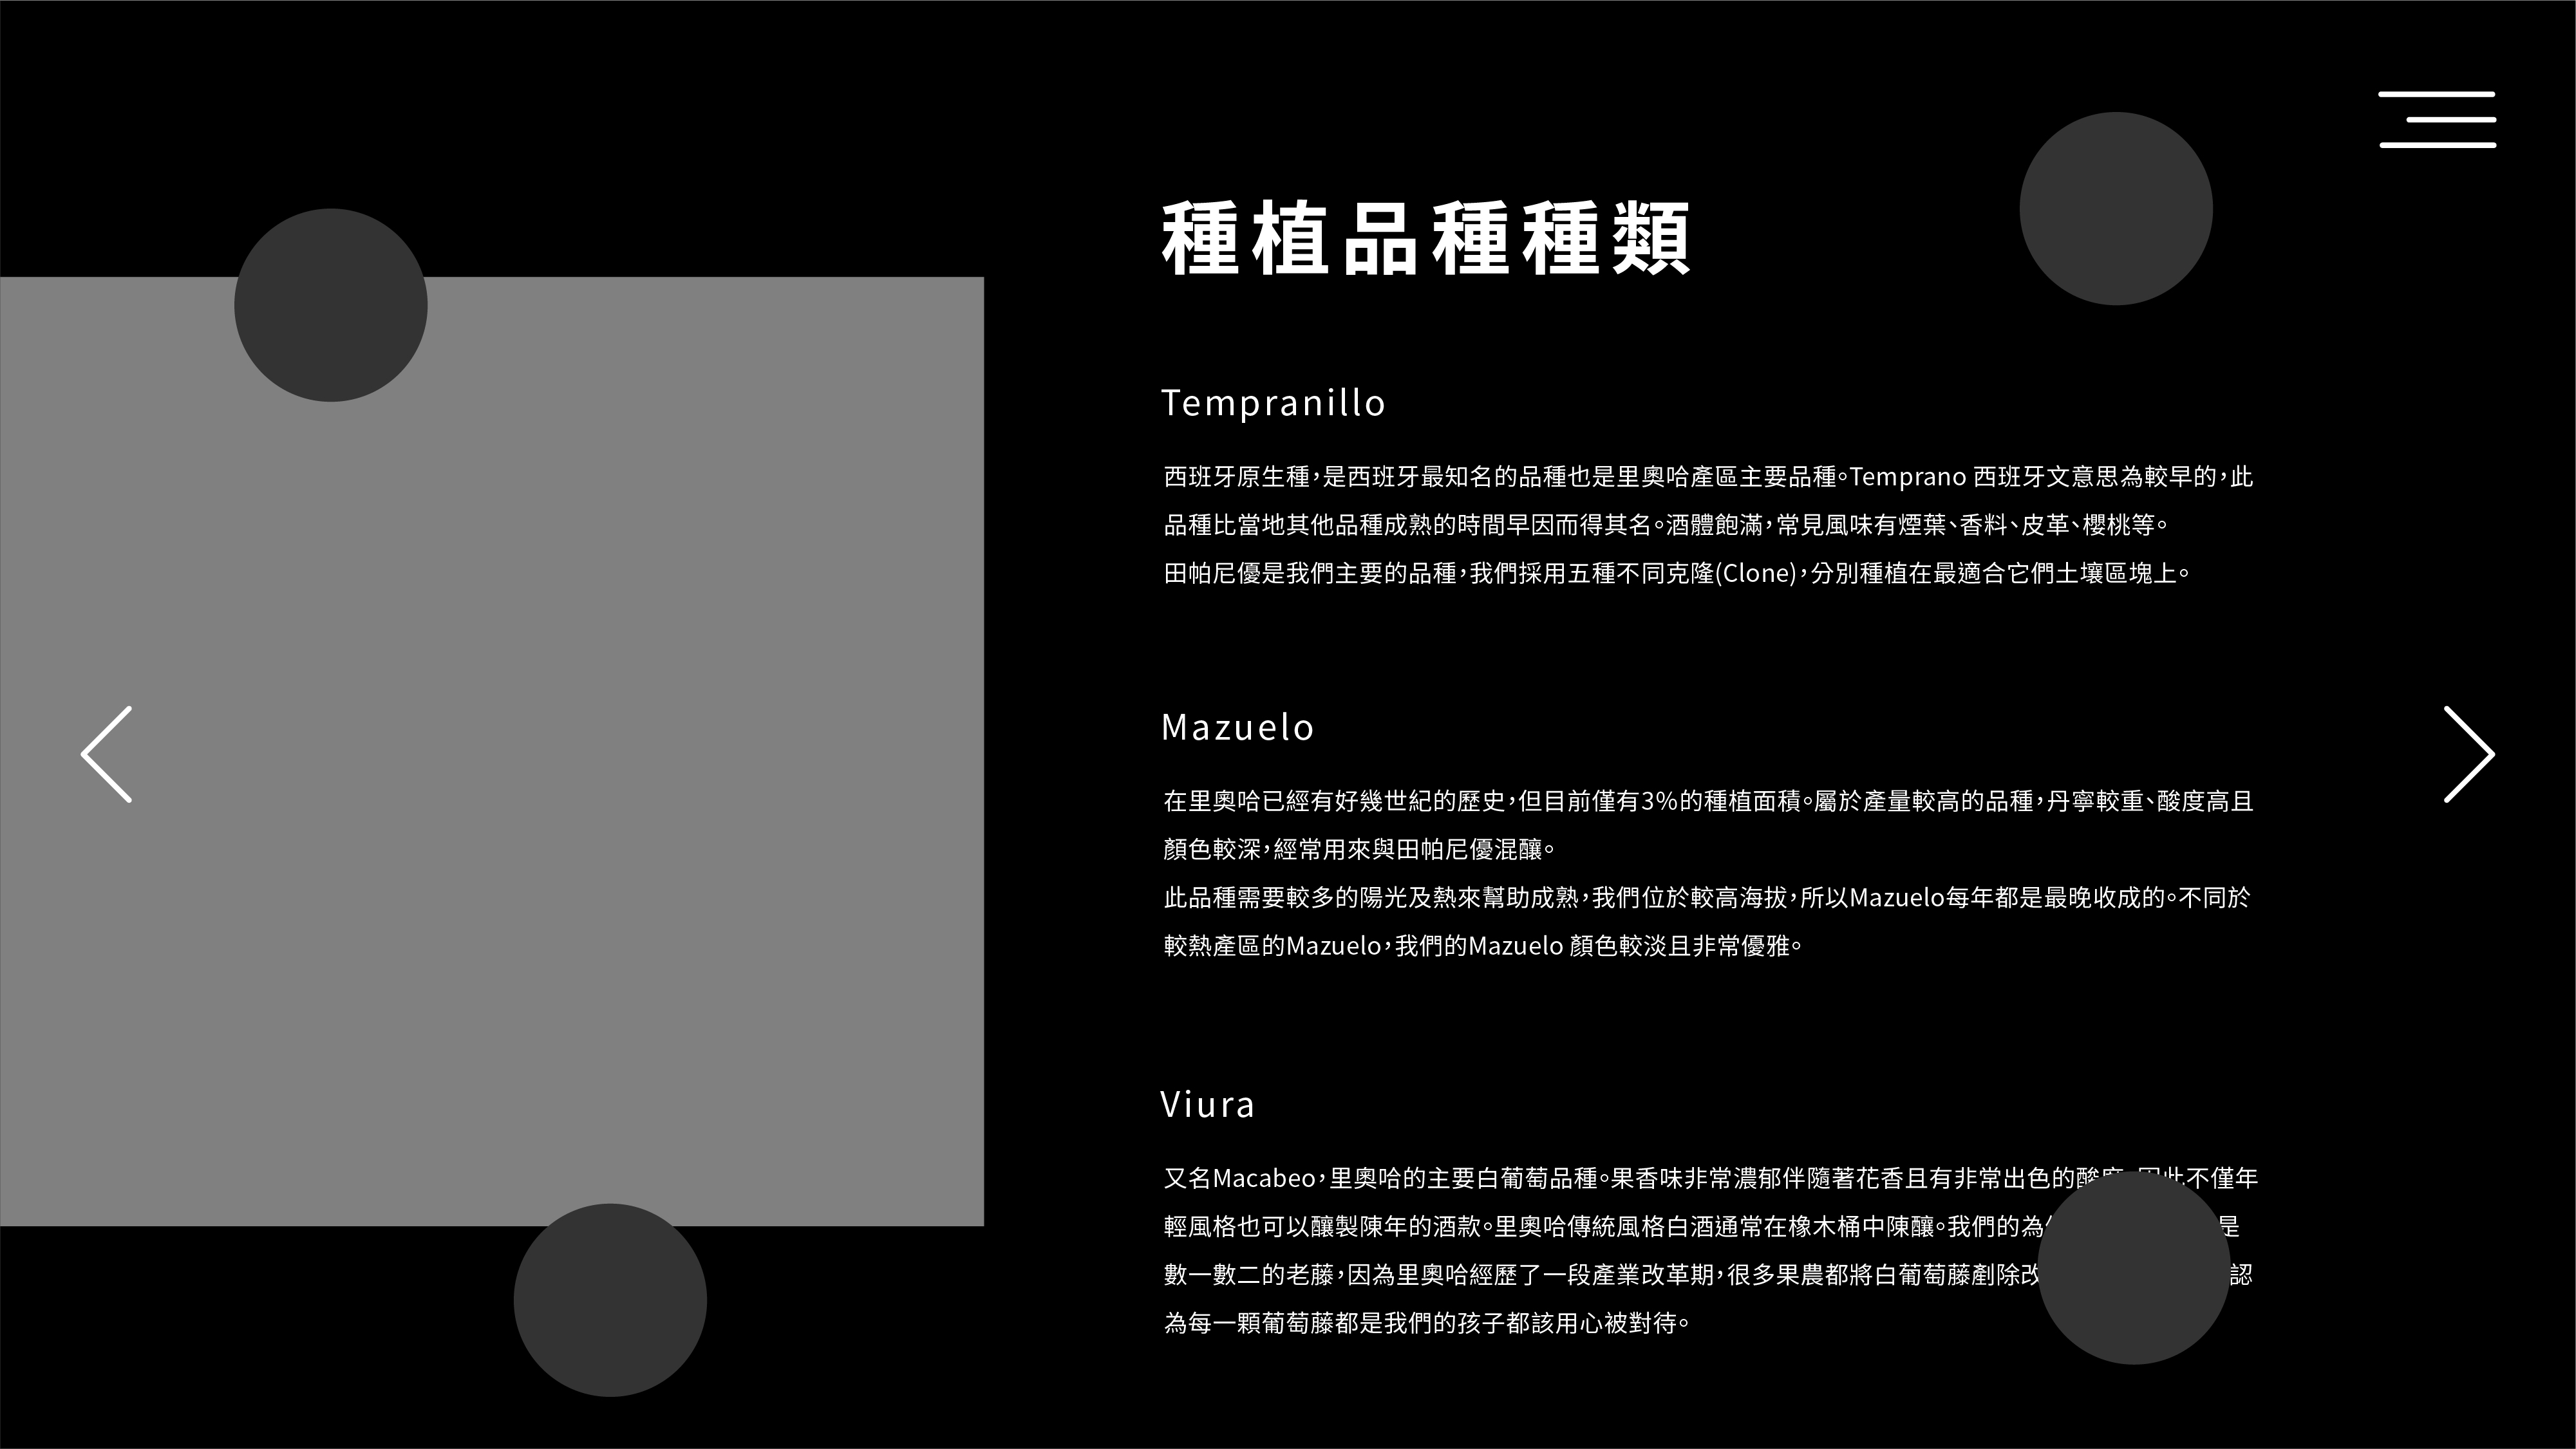 種植品種種類
Tempranillo
西班牙原生種，是西班牙最知名的品種也是里奧哈產區主要品種。Temprano 西班牙文意思為較早的，此
品種比當地其他品種成熟的時間早因而得其名。酒體飽滿，常見風味有煙葉、香料、皮革、櫻桃等。
田帕尼優是我們主要的品種，我們採用五種不同克隆(Clone)，分別種植在最適合它們土壤區塊上。
Mazuelo
在里奧哈已經有好幾世紀的歷史，但目前僅有3%的種植面積。屬於產量較高的品種，丹寧較重、酸度高且
顏色較深，經常用來與田帕尼優混釀。
此品種需要較多的陽光及熱來幫助成熟，我們位於較高海拔，所以Mazuelo每年都是最晚收成的。不同於
較熱產區的Mazuelo，我們的Mazuelo 顏色較淡且非常優雅。
Viura
又名Macabeo，里奧哈的主要白葡萄品種。果香味非常濃郁伴隨著花香且有非常出色的酸 不僅年
輕風格也可以釀製陳年的酒款。里奧哈傳統風格白酒通常在橡木桶中陳釀。我們的為 是
數一數二的老藤，因為里奧哈經歷了一段產業改革期，很多果農都將白葡萄藤剷除改 認
為每一顆葡萄藤都是我們的孩子都該用心被對待。